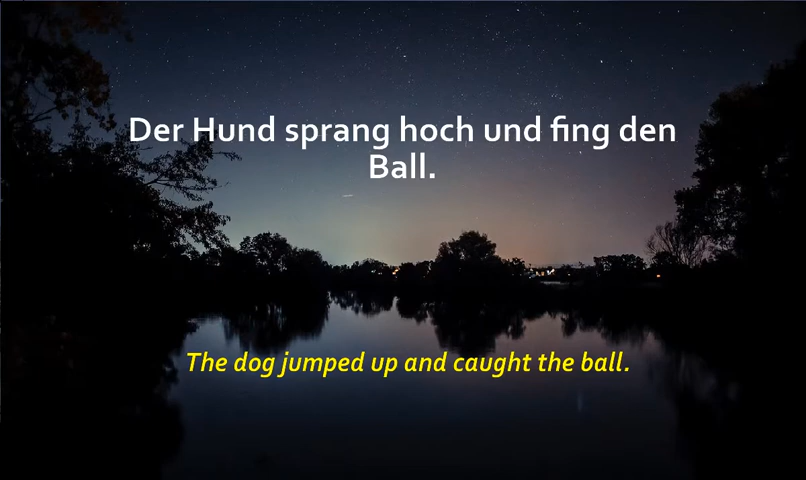 Der Hund sprang hoch und fing den
Ball.
The dog jumped up and caught the ball.